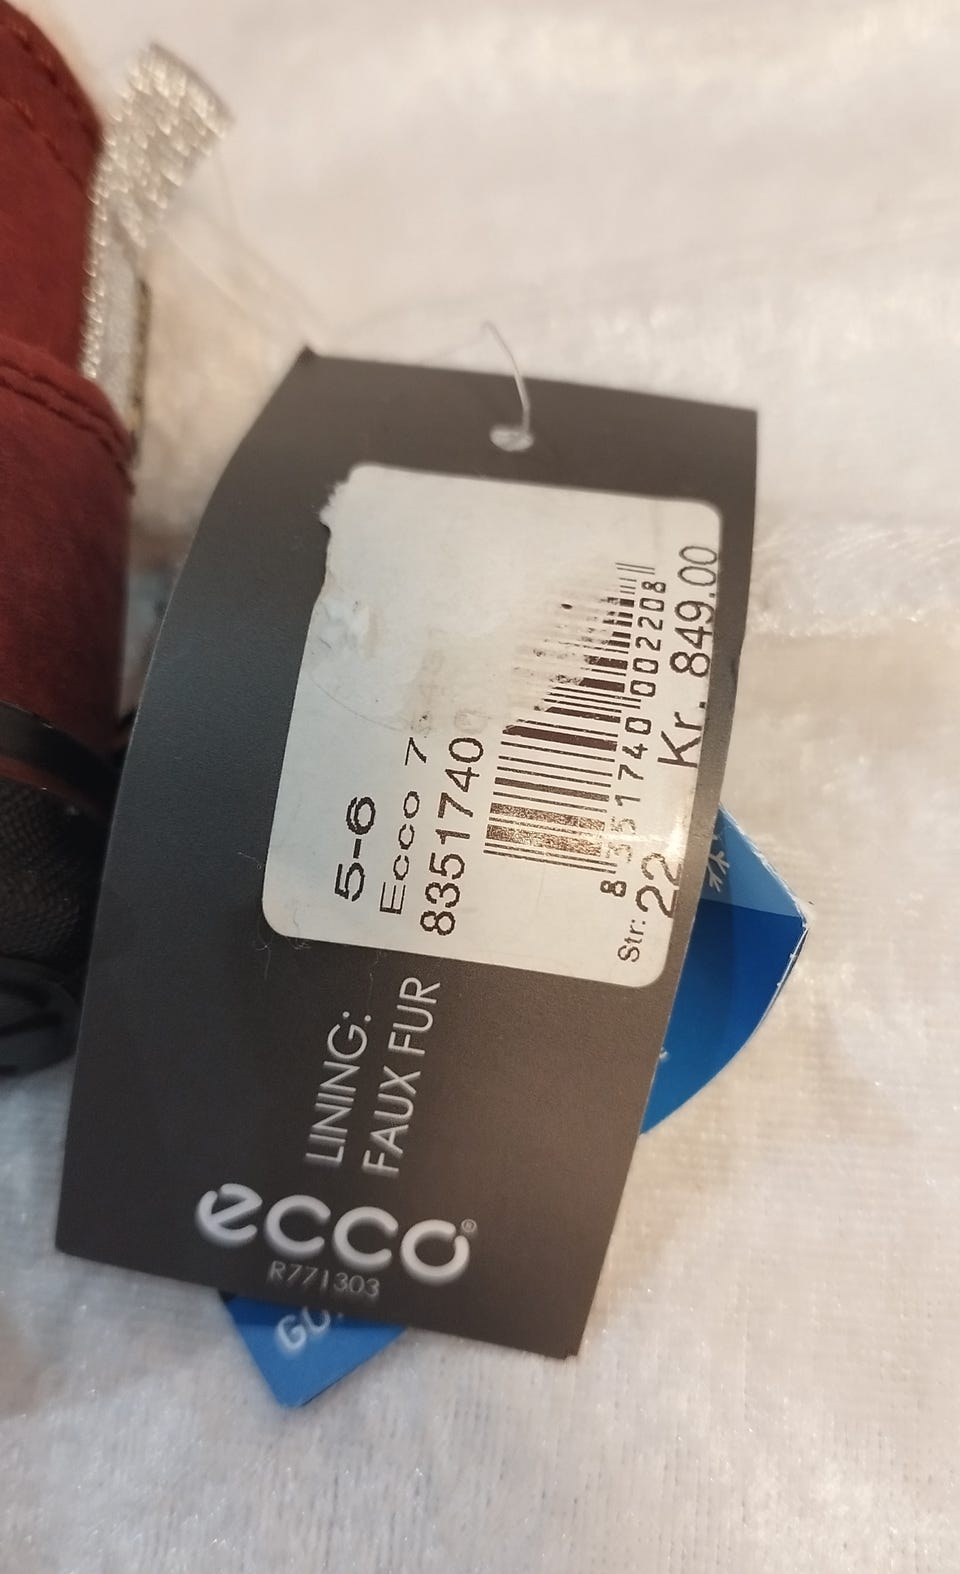 5-6
Ecco 7
8351740
8 351740 002208
Str: 22
Kr. 849.00
LINING:
FAUX FUR
ecco®
R771303